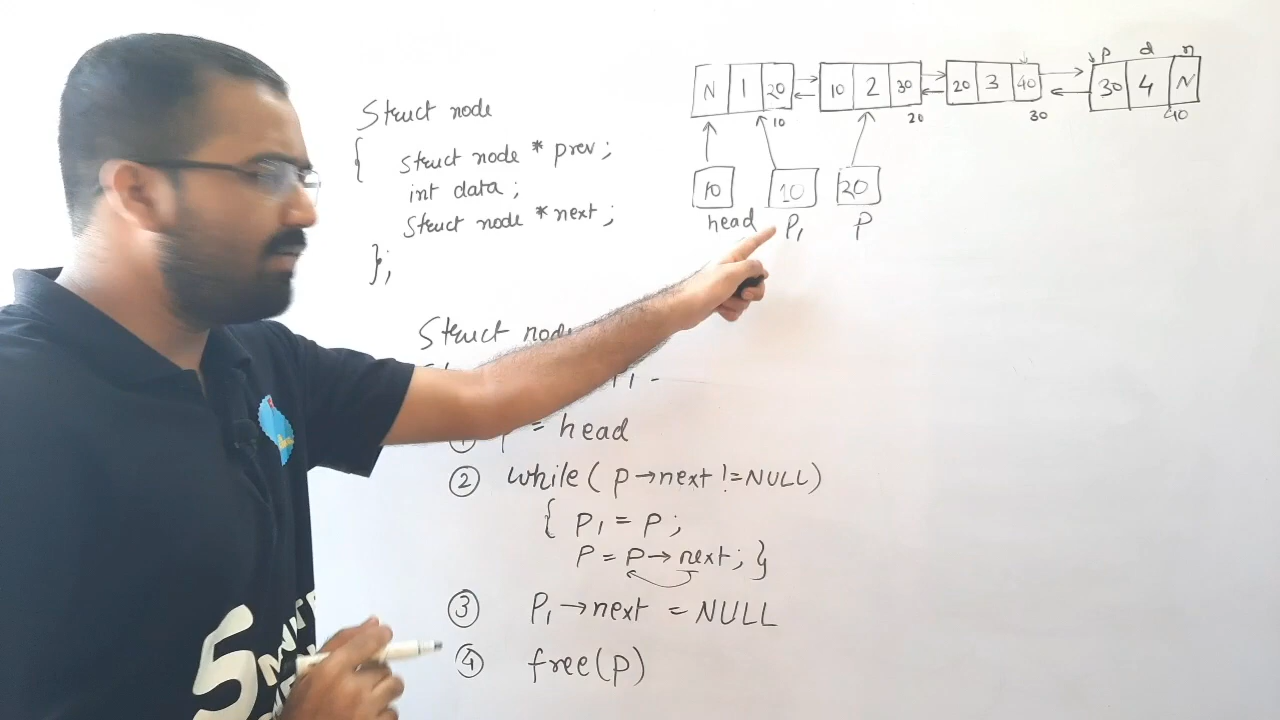 Struct node
{ struct node * prev;
int data;
Struct node * next;
};
p d n
N 1 20 10 2 30 20 3 40 30 4 N
10 20 30 40
10 10 20
head P1 P
Struct node
① = head
② while( p→next != NULL)
{ P1 = P;
P = P→next; }
③ P1→next = NULL
④ free(p)
5